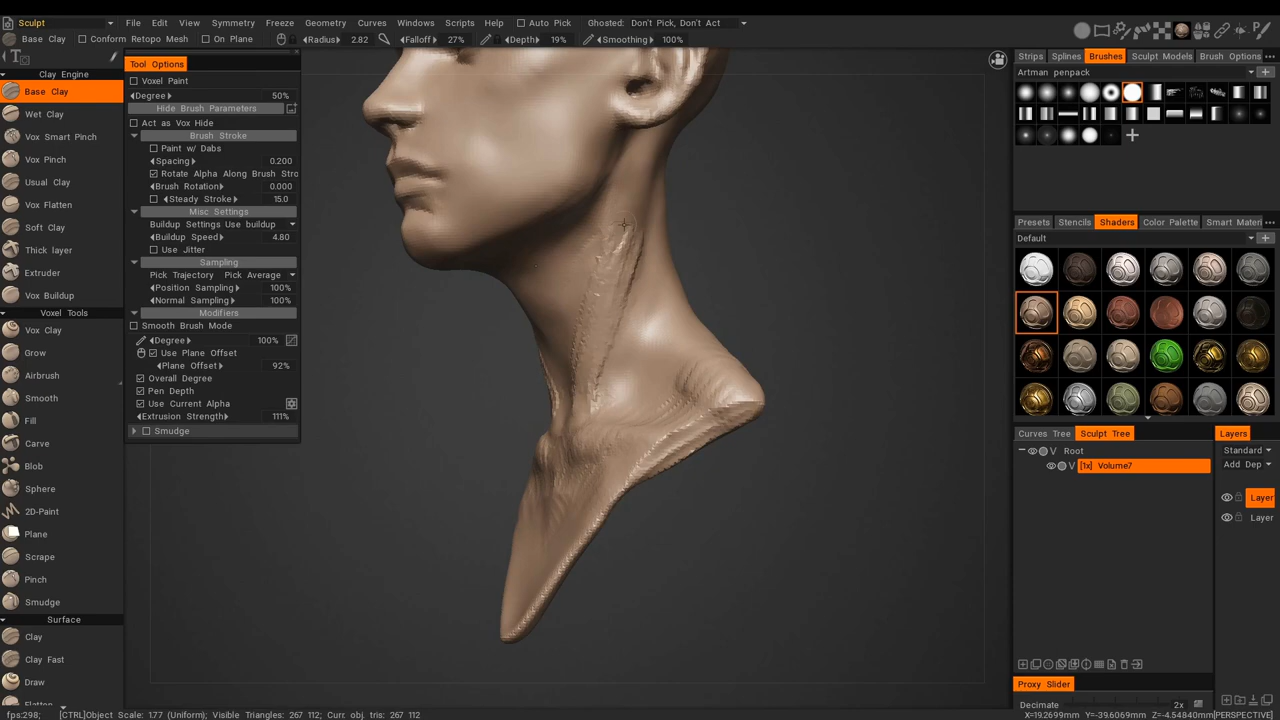 Sculpt File Edit View Symmetry Freeze Geometry Curves Windows Scripts Help Auto Pick Ghosted: Don't Pick, Don't Act
Base Clay Conform Retopo Mesh On Plane Radius 2.82 Falloff 27% Depth 19% Smoothing 100%
Clay Engine
Base Clay
Wet Clay
Vox Smart Pinch
Vox Pinch
Usual Clay
Vox Flatten
Soft Clay
Thick layer
Extruder
Vox Buildup
Voxel Tools
Vox Clay
Grow
Airbrush
Smooth
Fill
Carve
Blob
Sphere
2D-Paint
Plane
Scrape
Pinch
Smudge
Surface
Clay
Clay Fast
Draw
Tool Options
Voxel Paint
Degree 50%
Hide Brush Parameters
Act as Vox Hide
Brush Stroke
Paint w/ Dabs
Spacing 0.200
Rotate Alpha Along Brush Stro
Brush Rotation 0.000
Steady Stroke 15.0
Misc Settings
Buildup Settings Use buildup
Buildup Speed 4.80
Use Jitter
Sampling
Pick Trajectory Pick Average
Position Sampling 100%
Normal Sampling 100%
Modifiers
Smooth Brush Mode
Degree 100%
Use Plane Offset
Plane Offset 92%
Overall Degree
Pen Depth
Use Current Alpha
Extrusion Strength 111%
Smudge
Strips Splines Brushes Sculpt Models Brush Options
Artman penpack
Presets Stencils Shaders Color Palette Smart Materi
Default
Curves Tree Sculpt Tree
Root
[1x] Volume7
Layers
Standard
Add Dep
Layer
Layer
Proxy Slider
Decimate 2x
fps:298; [CTRL]Object Scale: 1.77 (Uniform); Visible Triangles: 267 112; Curr. obj. tris: 267 112
X=19.2699mm Y=-39.6069mm Z=-4.54840mm [PERSPECTIVE]